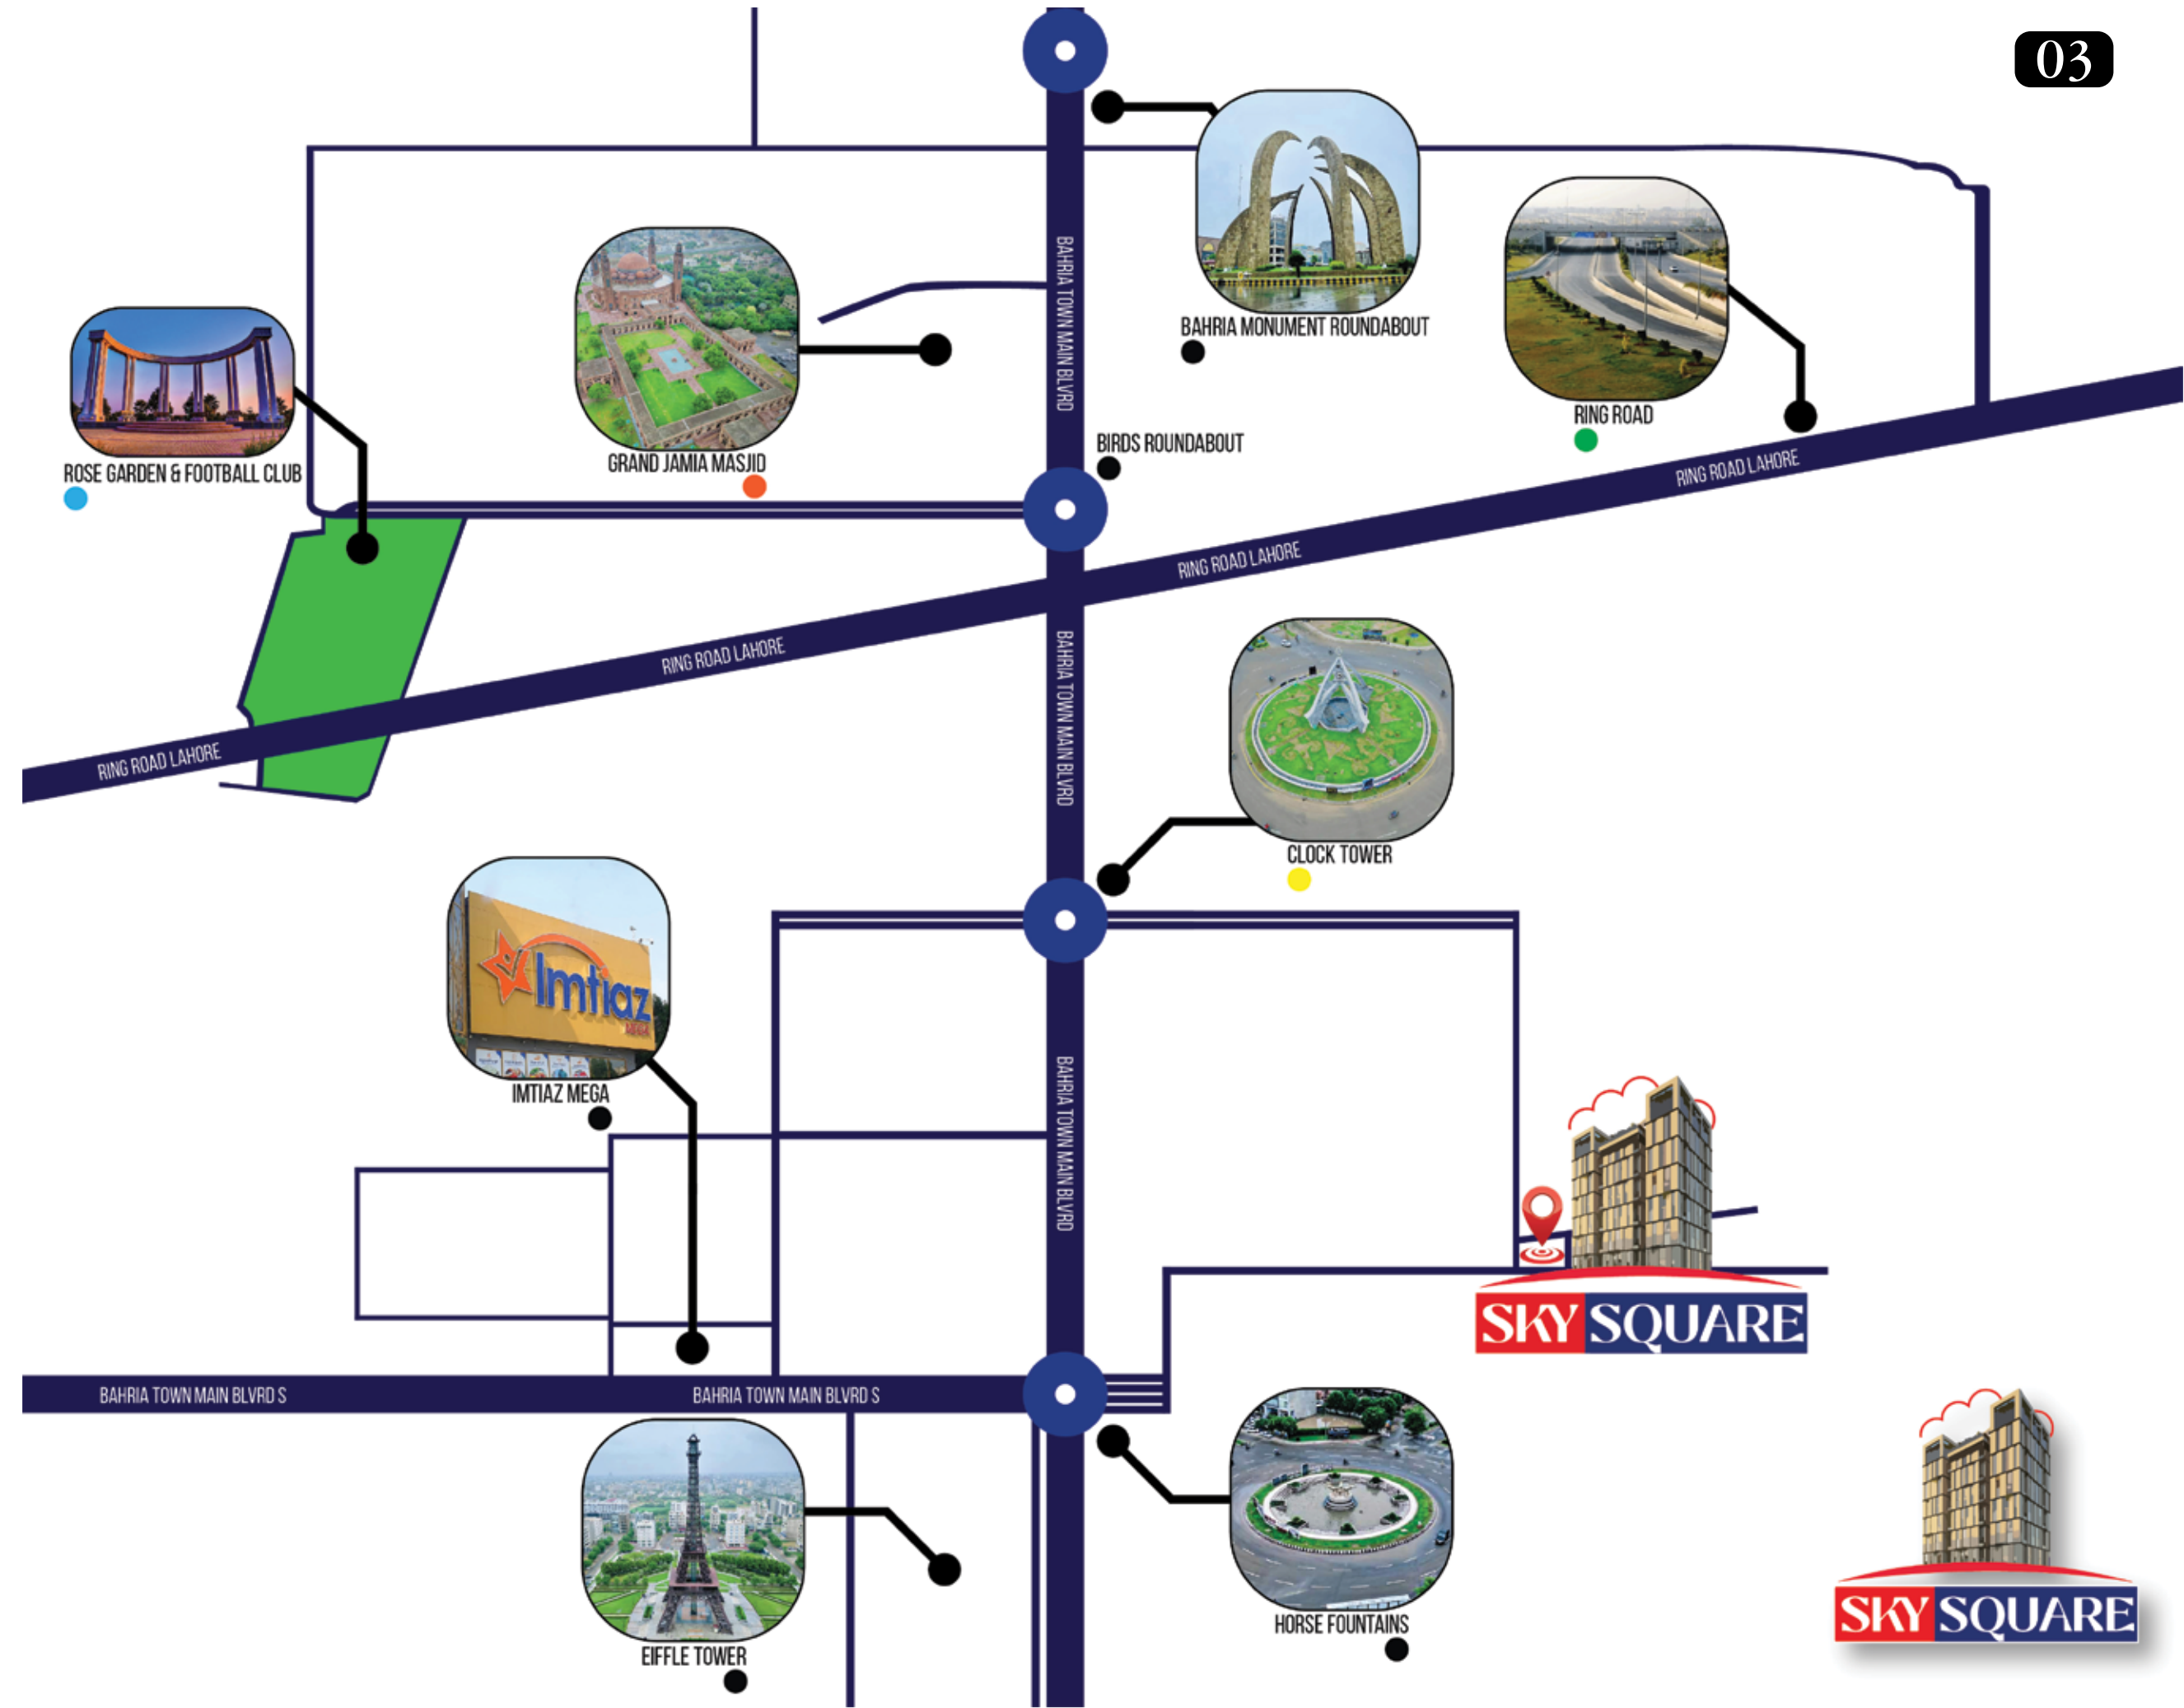 03
BAHRIA TOWN MAIN BLVRD
BAHRIA MONUMENT ROUNDABOUT
RING ROAD
ROSE GARDEN & FOOTBALL CLUB
GRAND JAMIA MASJID
BIRDS ROUNDABOUT
RING ROAD LAHORE
RING ROAD LAHORE
RING ROAD LAHORE
RING ROAD LAHORE
BAHRIA TOWN MAIN BLVRD
CLOCK TOWER
Imtiaz
MEGA
IMTIAZ MEGA
BAHRIA TOWN MAIN BLVRD
SKY SQUARE
BAHRIA TOWN MAIN BLVRD S
BAHRIA TOWN MAIN BLVRD S
HORSE FOUNTAINS
EIFFLE TOWER
SKY SQUARE